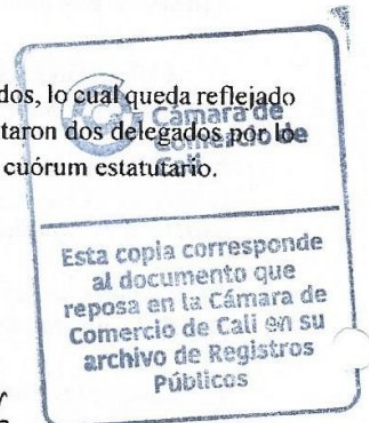 dos, lo cual queda reflejado
taron dos delegados por lo
cuórum estatutario.
Cámara de
Comercio de
Cali
Esta copia corresponde
al documento que
reposa en la Cámara de
Comercio de Cali en su
archivo de Registros
Públicos